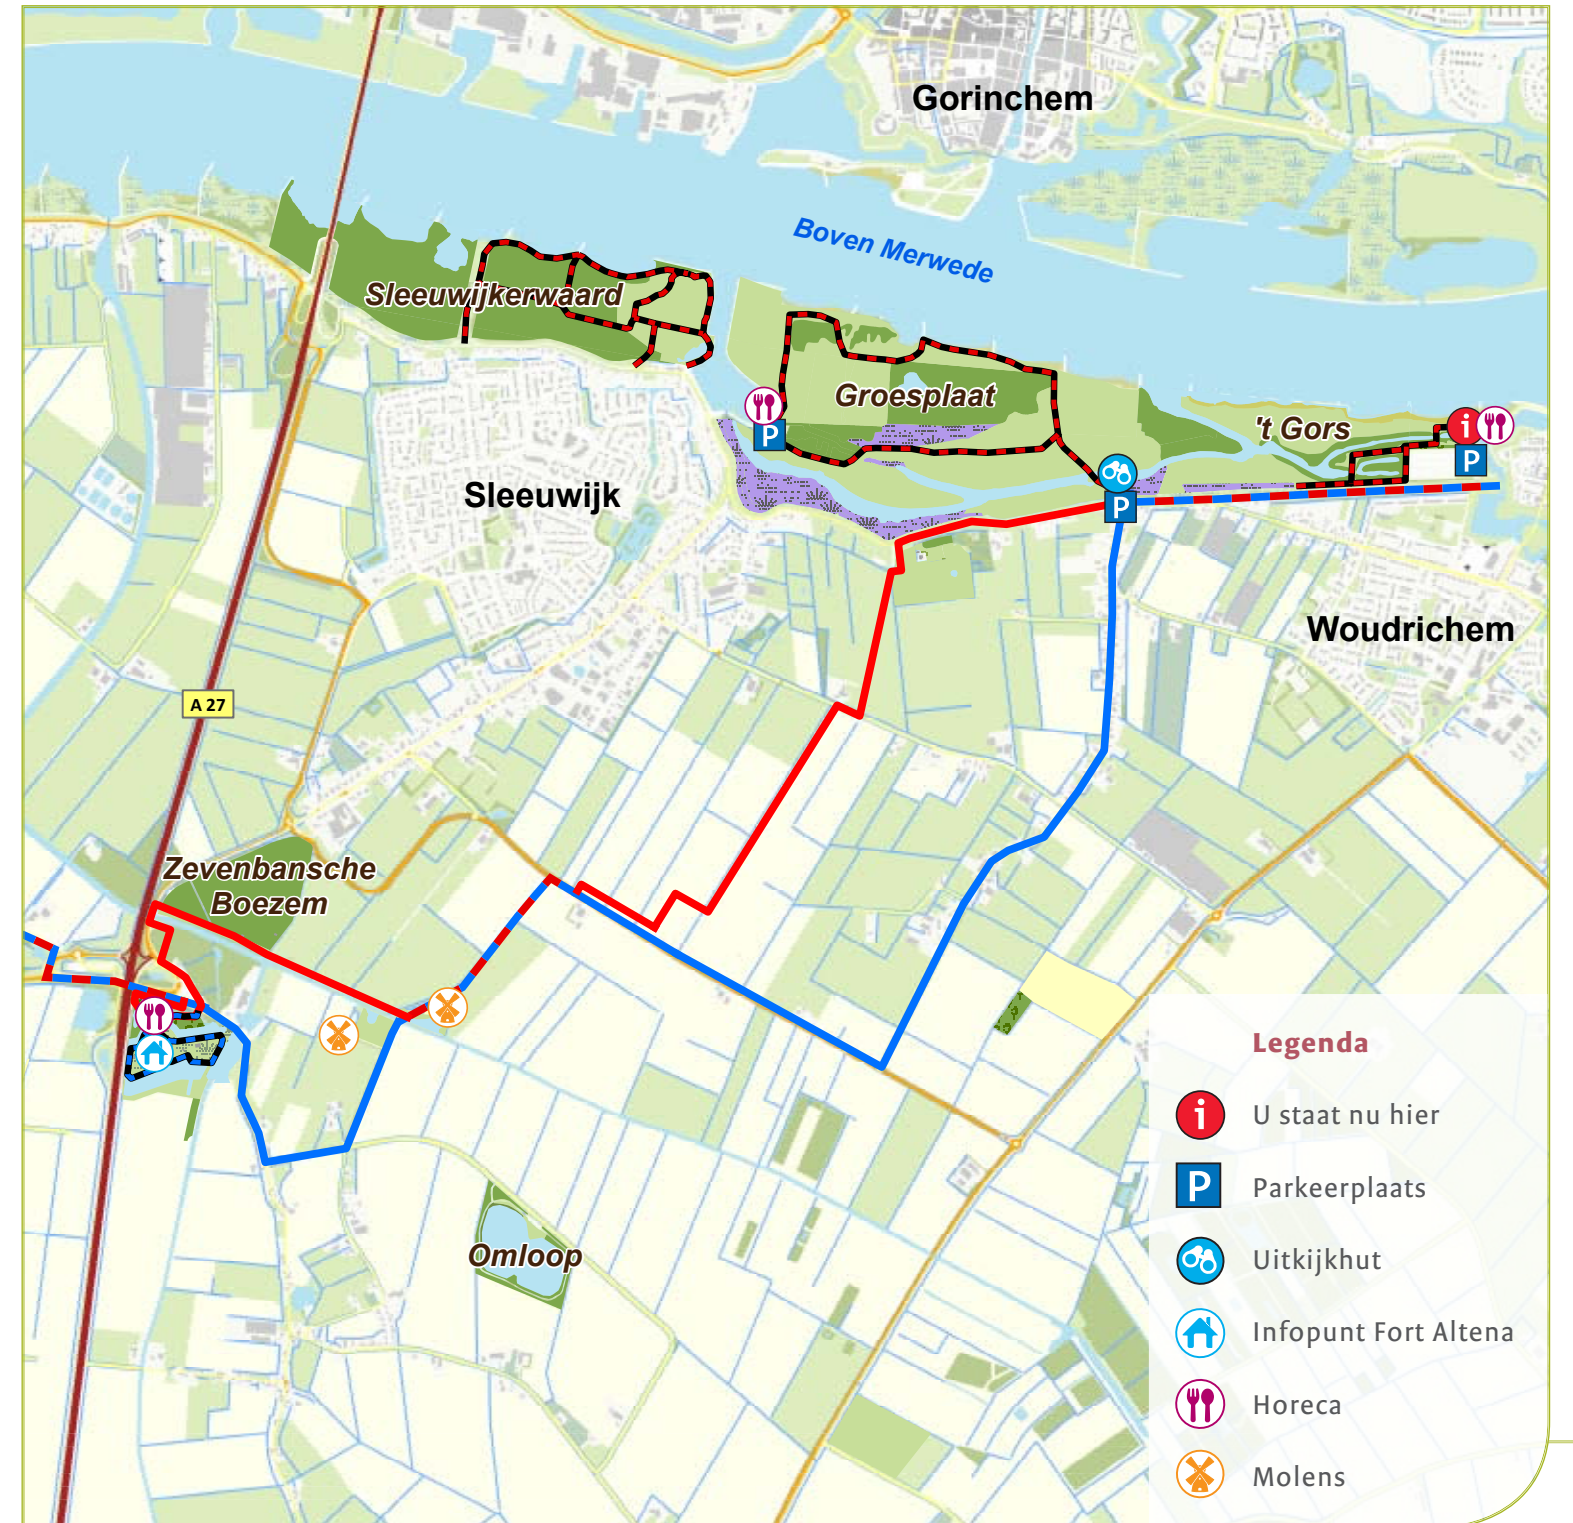 Gorinchem
Boven Merwede
Sleeuwijkerwaard
Groesplaat
't Gors
i
P
P
P
Sleeuwijk
Woudrichem
A 27
Zevenbansche
Boezem
Omloop
Legenda
i U staat nu hier
P Parkeerplaats
Uitkijkhut
Infopunt Fort Altena
Horeca
Molens